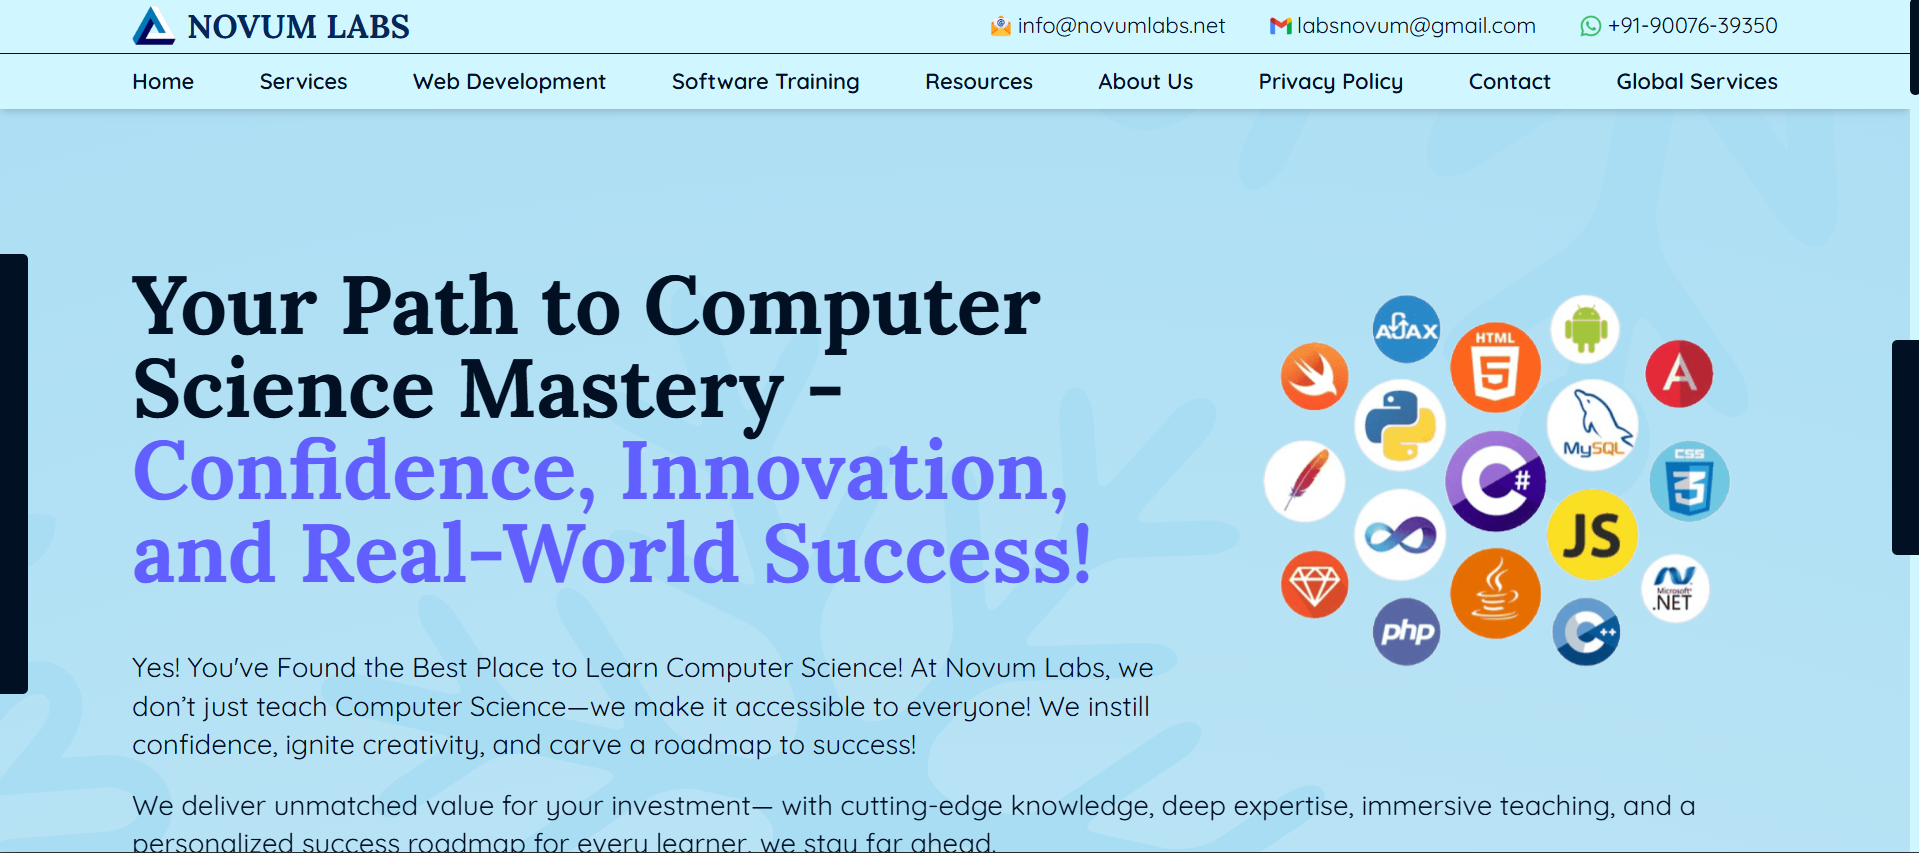 NOVUM LABS
info@novumlabs.net labsnovum@gmail.com +91-90076-39350
Home Services Web Development Software Training Resources About Us Privacy Policy Contact Global Services
Your Path to Computer
Science Mastery -
Confidence, Innovation,
and Real-World Success!
AJAX
HTML
5
A
MySQL
CSS
3
C#
JS
Microsoft
.NET
php
C++
Yes! You've Found the Best Place to Learn Computer Science! At Novum Labs, we
don’t just teach Computer Science—we make it accessible to everyone! We instill
confidence, ignite creativity, and carve a roadmap to success!
We deliver unmatched value for your investment— with cutting-edge knowledge, deep expertise, immersive teaching, and a
personalized success roadmap for every learner, we stay far ahead.